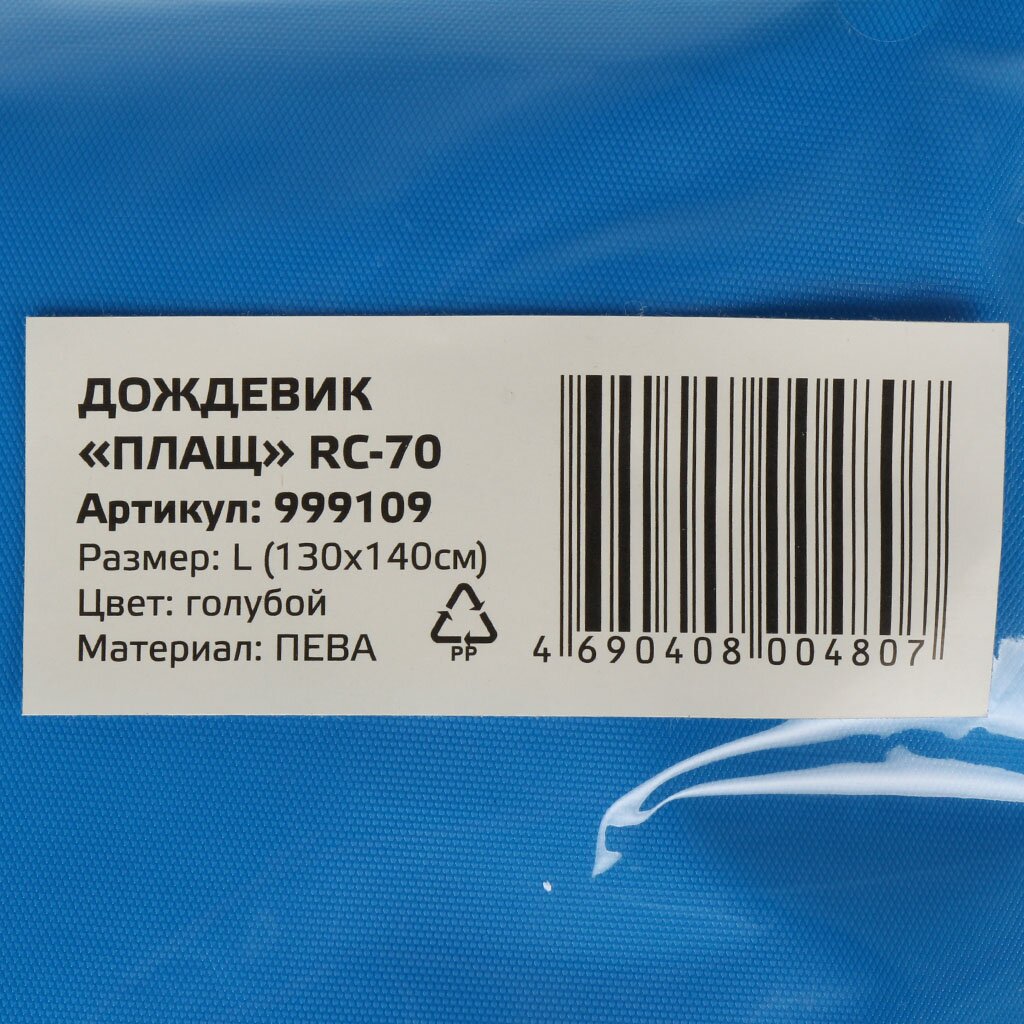 ДОЖДЕВИК
«ПЛАЩ» RC-70
Артикул: 999109
Размер: L (130x140см)
Цвет: голубой
Материал: ПЕВА
PP
4 690408 004807